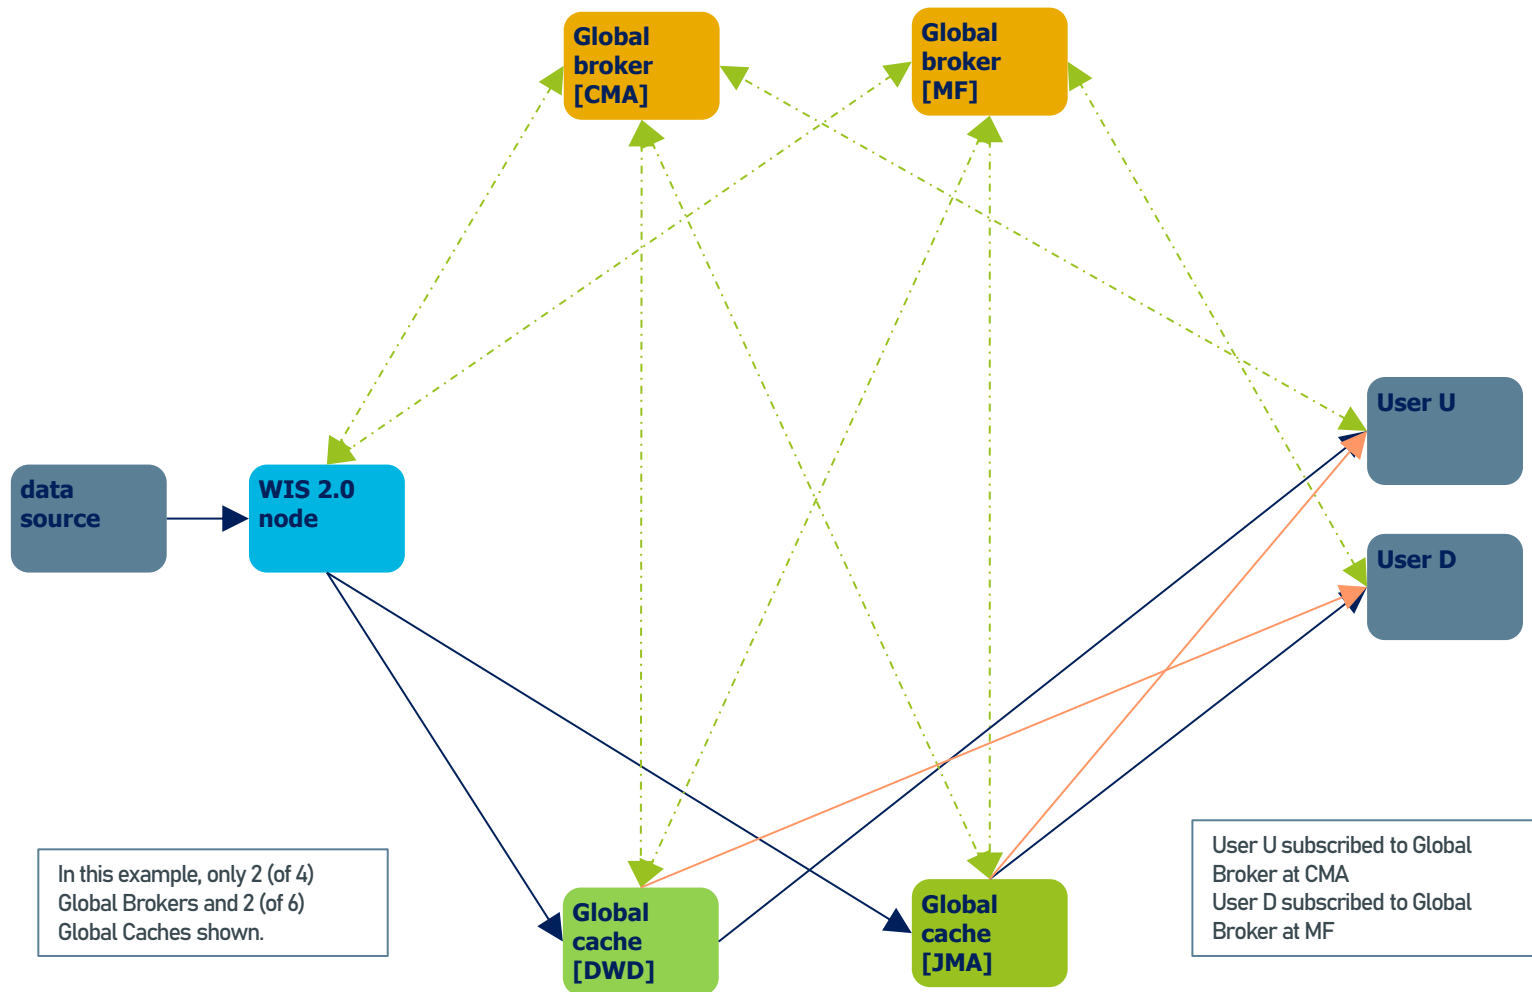 Global
broker
[CMA]
Global
broker
[MF]
User U
data
source
WIS 2.0
node
User D
In this example, only 2 (of 4)
Global Brokers and 2 (of 6)
Global Caches shown.
Global
cache
[DWD]
Global
cache
[JMA]
User U subscribed to Global
Broker at CMA
User D subscribed to Global
Broker at MF